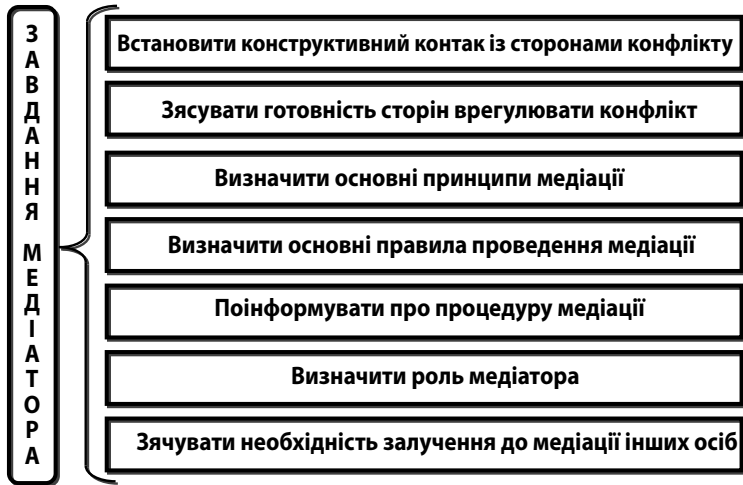 ЗАВДАННЯ МЕДІАТОРА
Встановити конструктивний контак із сторонами конфлікту
Зясувати готовність сторін врегулювати конфлікт
Визначити основні принципи медіації
Визначити основні правила проведення медіації
Поінформувати про процедуру медіації
Визначити роль медіатора
Зячувати необхідність залучення до медіації інших осіб